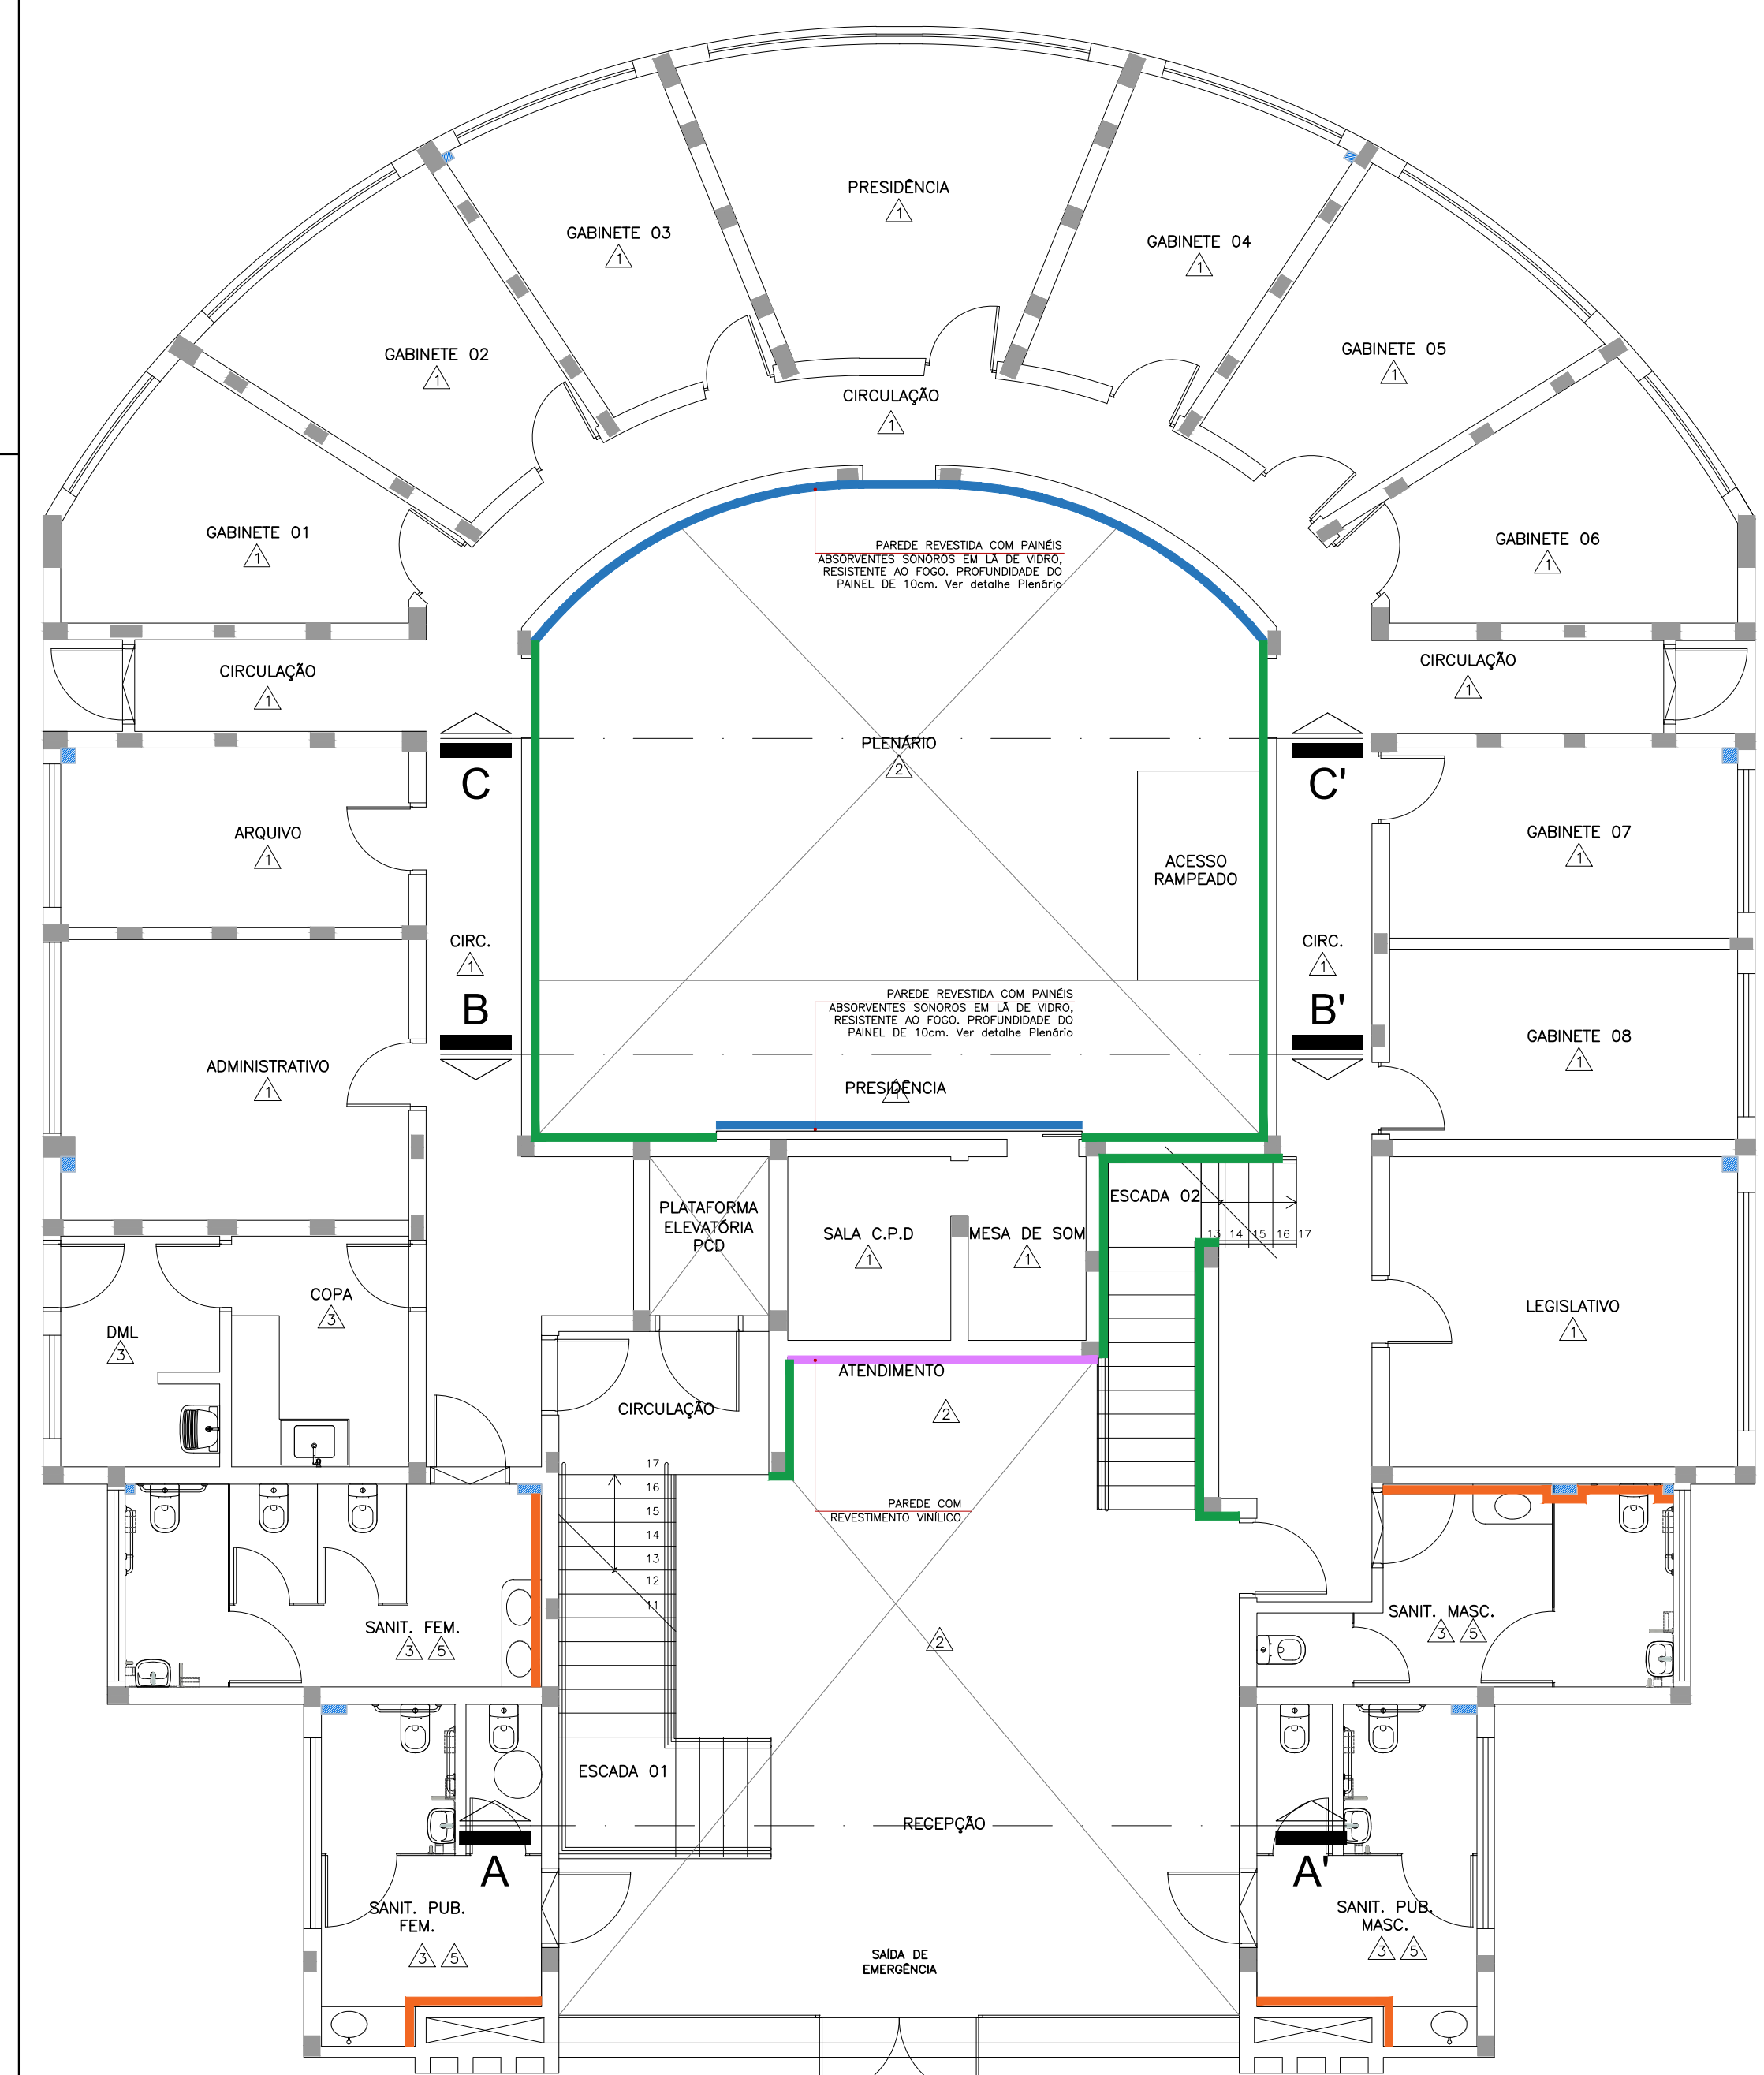 PRESIDÊNCIA
1
GABINETE 03
1
GABINETE 04
1
GABINETE 02
1
GABINETE 05
1
CIRCULAÇÃO
1
GABINETE 01
1
GABINETE 06
1
PAREDE REVESTIDA COM PAINÉIS
ABSORVENTES SONOROS EM LÃ DE VIDRO,
RESISTENTE AO FOGO. PROFUNDIDADE DO
PAINEL DE 10cm. Ver detalhe Plenário
CIRCULAÇÃO
1
CIRCULAÇÃO
1
PLENÁRIO
2
C
C'
ARQUIVO
1
GABINETE 07
1
ACESSO
RAMPEADO
CIRC.
1
CIRC.
1
B
B'
PAREDE REVESTIDA COM PAINÉIS
ABSORVENTES SONOROS EM LÃ DE VIDRO,
RESISTENTE AO FOGO. PROFUNDIDADE DO
PAINEL DE 10cm. Ver detalhe Plenário
GABINETE 08
1
ADMINISTRATIVO
1
PRESIDÊNCIA
1
PLATAFORMA
ELEVATÓRIA
PCD
ESCADA 02
13 14 15 16 17
SALA C.P.D
1
MESA DE SOM
1
COPA
3
DML
3
LEGISLATIVO
1
ATENDIMENTO
2
CIRCULAÇÃO
17
16
15
14
13
12
11
PAREDE COM
REVESTIMENTO VINÍLICO
SANIT. FEM.
3 5
SANIT. MASC.
3 5
2
ESCADA 01
RECEPÇÃO
A
A'
SANIT. PUB.
FEM.
3 5
SANIT. PUB.
MASC.
3 5
SAÍDA DE
EMERGÊNCIA